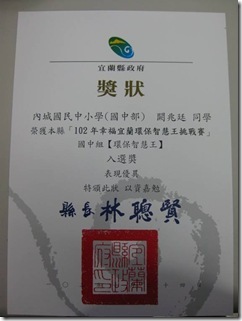 宜蘭縣政府
獎狀
內城國民中小學(國中部) 闕兆廷 同學
榮獲本縣「102年幸福宜蘭環保智慧王挑戰賽」
國中組【環保智慧王】
入選獎
表現優異
特頒此狀 以資嘉勉
縣長 林聰賢